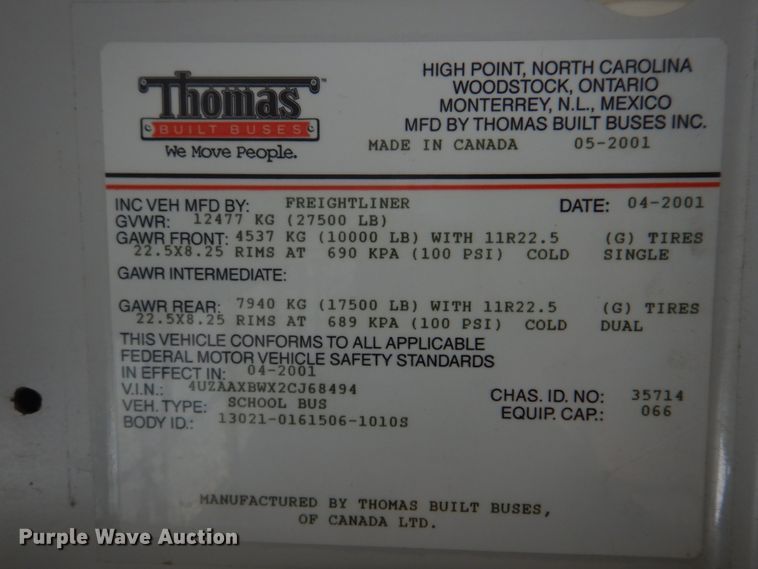 Thomas™
BUILT BUSES
We Move People.
HIGH POINT, NORTH CAROLINA
WOODSTOCK, ONTARIO
MONTERREY, N.L., MEXICO
MFD BY THOMAS BUILT BUSES INC.
MADE IN CANADA 05-2001
INC VEH MFD BY: FREIGHTLINER DATE: 04-2001
GVWR: 12477 KG (27500 LB)
GAWR FRONT: 4537 KG (10000 LB) WITH 11R22.5 (G) TIRES
22.5X8.25 RIMS AT 690 KPA (100 PSI) COLD SINGLE
GAWR INTERMEDIATE:
GAWR REAR: 7940 KG (17500 LB) WITH 11R22.5 (G) TIRES
22.5X8.25 RIMS AT 689 KPA (100 PSI) COLD DUAL
THIS VEHICLE CONFORMS TO ALL APPLICABLE
FEDERAL MOTOR VEHICLE SAFETY STANDARDS
IN EFFECT IN: 04-2001
V.I.N.: 4UZAAXBWX2CJ68494 CHAS. ID. NO: 35714
VEH. TYPE: SCHOOL BUS EQUIP. CAP.: 066
BODY ID.: 13021-0161506-1010S
MANUFACTURED BY THOMAS BUILT BUSES,
OF CANADA LTD.
Purple Wave Auction